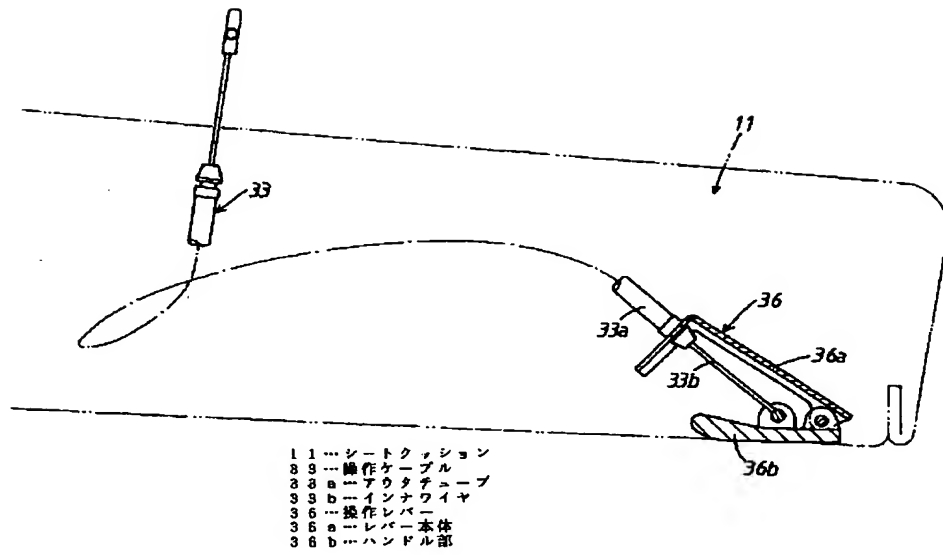 11
33
33a
36
36a
33b
36b
11…シートクッション
33…操作ケーブル
33a…アウタチューブ
33b…インナワイヤ
36…操作レバー
36a…レバー本体
36b…ハンドル部